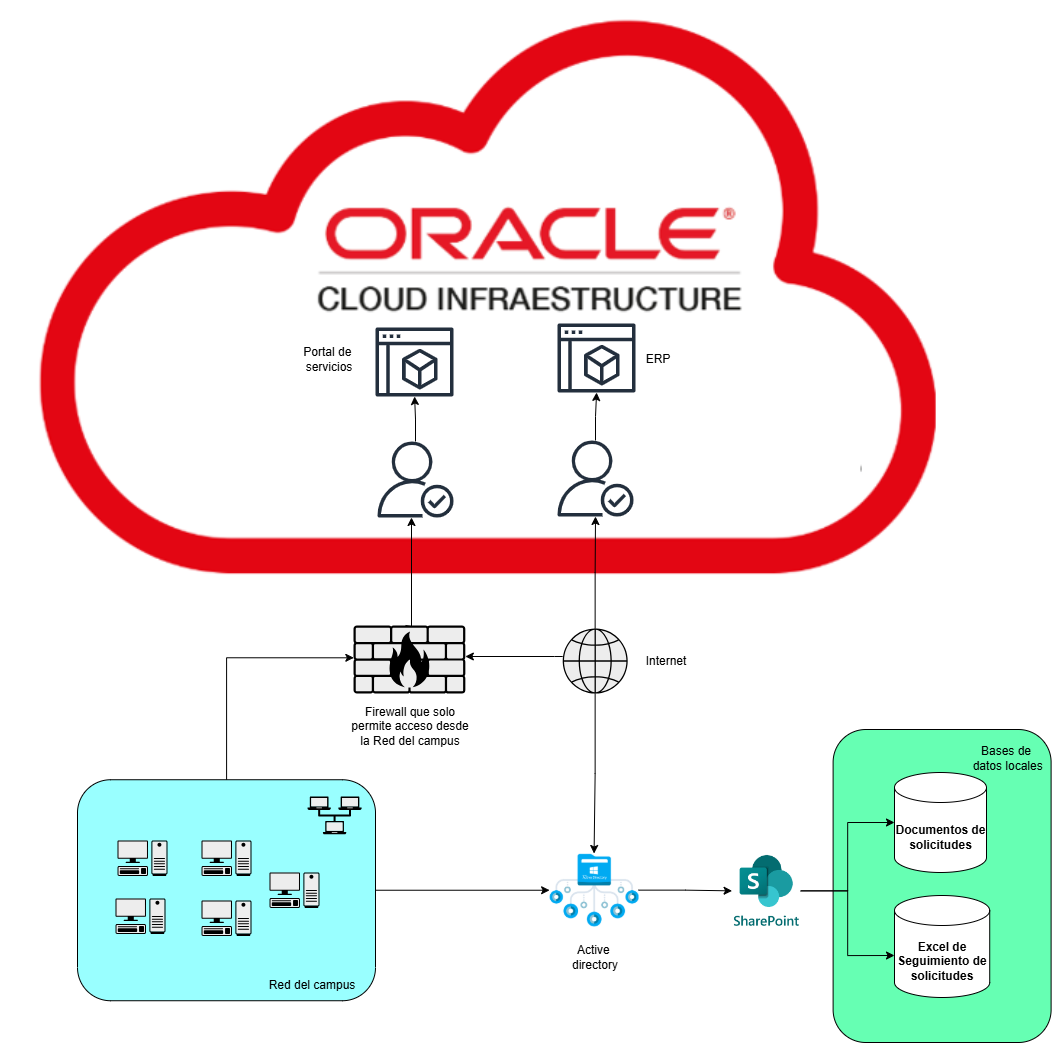 ORACLE®
CLOUD INFRAESTRUCTURE
Portal de
servicios
ERP
Internet
Firewall que solo
permite acceso desde
la Red del campus
Bases de
datos locales
Documentos de
solicitudes
S
SharePoint
Excel de
Seguimiento de
solicitudes
Active
directory
Red del campus